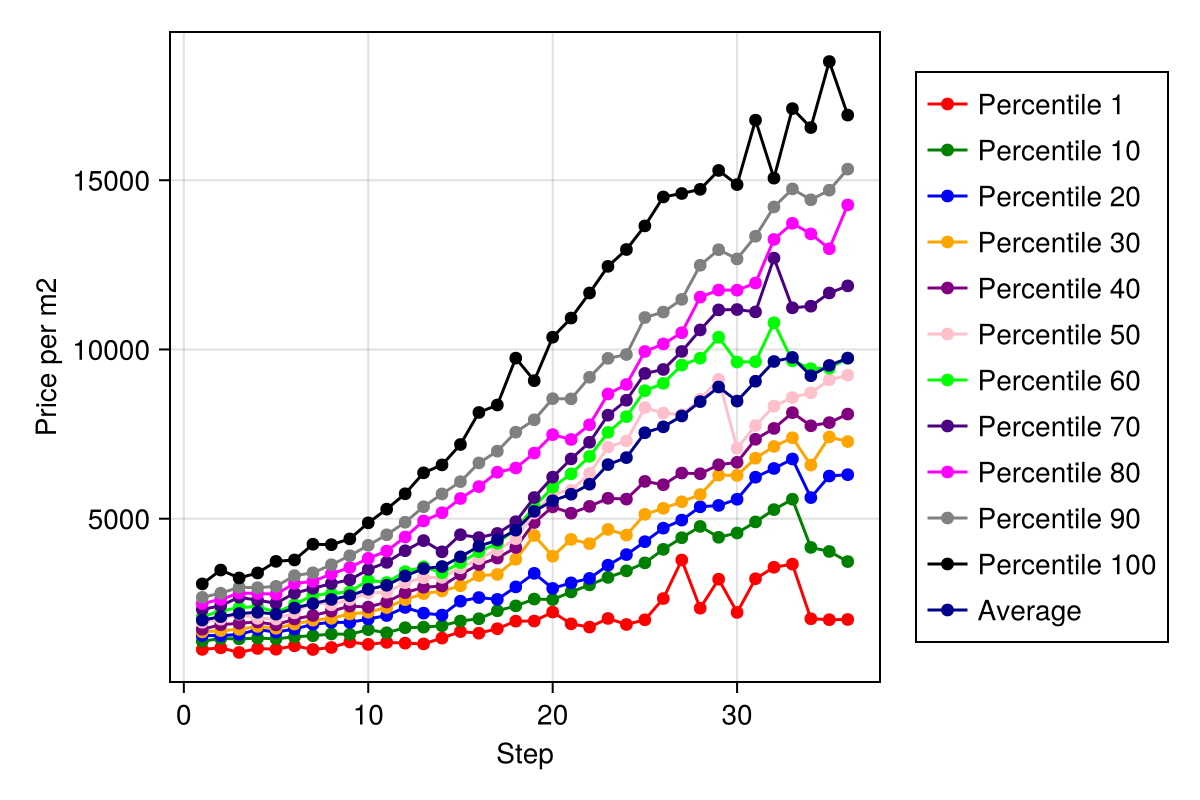 15000
10000
5000
Price per m2
0 10 20 30
Step
Percentile 1
Percentile 10
Percentile 20
Percentile 30
Percentile 40
Percentile 50
Percentile 60
Percentile 70
Percentile 80
Percentile 90
Percentile 100
Average